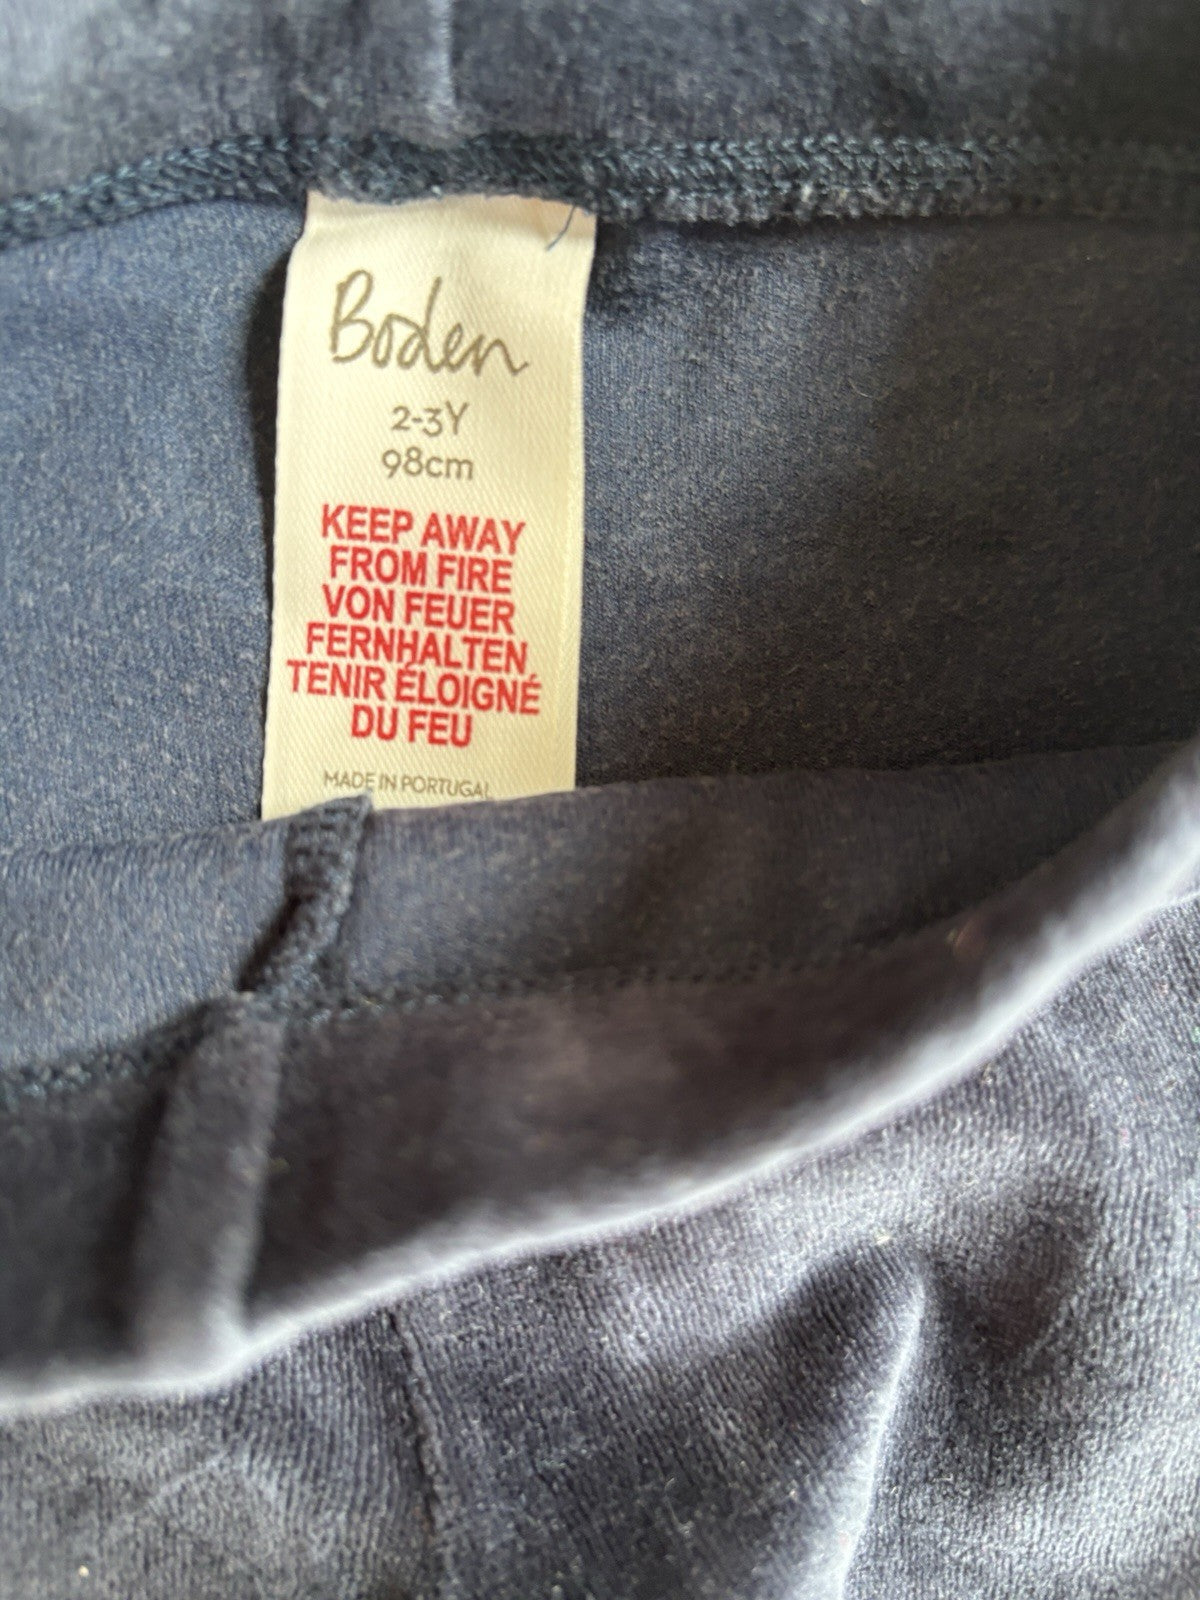 Boden
2-3Y
98cm
KEEP AWAY
FROM FIRE
VON FEUER
FERNHALTEN
TENIR ÉLOIGNÉ
DU FEU
MADE IN PORTUGAL